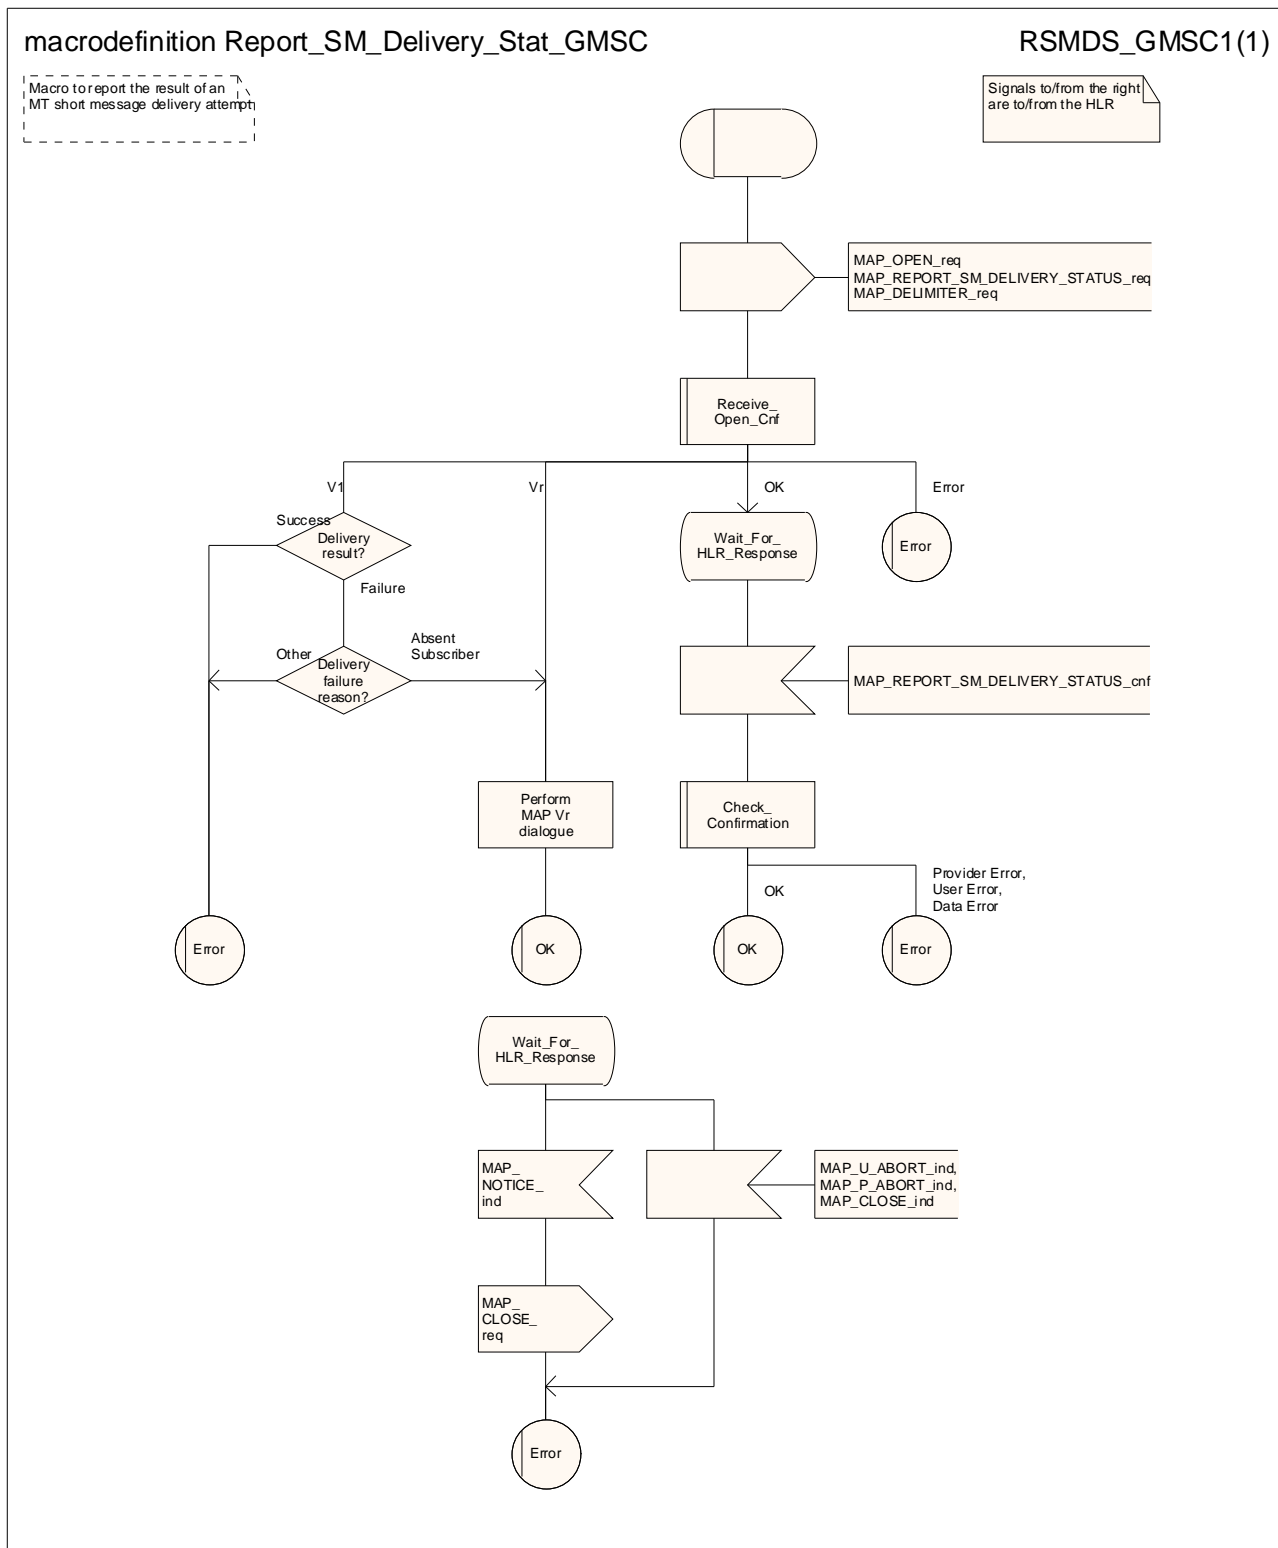 macrodefinition Report_SM_Delivery_Stat_GMSC
RSMDS_GMSC1(1)
Macro to report the result of an
MT short message delivery attempt
Signals to/from the right
are to/from the HLR
MAP_OPEN_req
MAP_REPORT_SM_DELIVERY_STATUS_req
MAP_DELIMITER_req
Receive_
Open_Cnf
V1
Vr
OK
Error
Success
Delivery
result?
Wait_For_
HLR_Response
Error
Failure
Other
Absent
Subscriber
Delivery
failure
reason?
MAP_REPORT_SM_DELIVERY_STATUS_cnf
Perform
MAP Vr
dialogue
Check_
Confirmation
OK
Provider Error,
User Error,
Data Error
Error
OK
OK
Error
Wait_For_
HLR_Response
MAP_
NOTICE_
ind
MAP_U_ABORT_ind,
MAP_P_ABORT_ind,
MAP_CLOSE_ind
MAP_
CLOSE_
req
Error